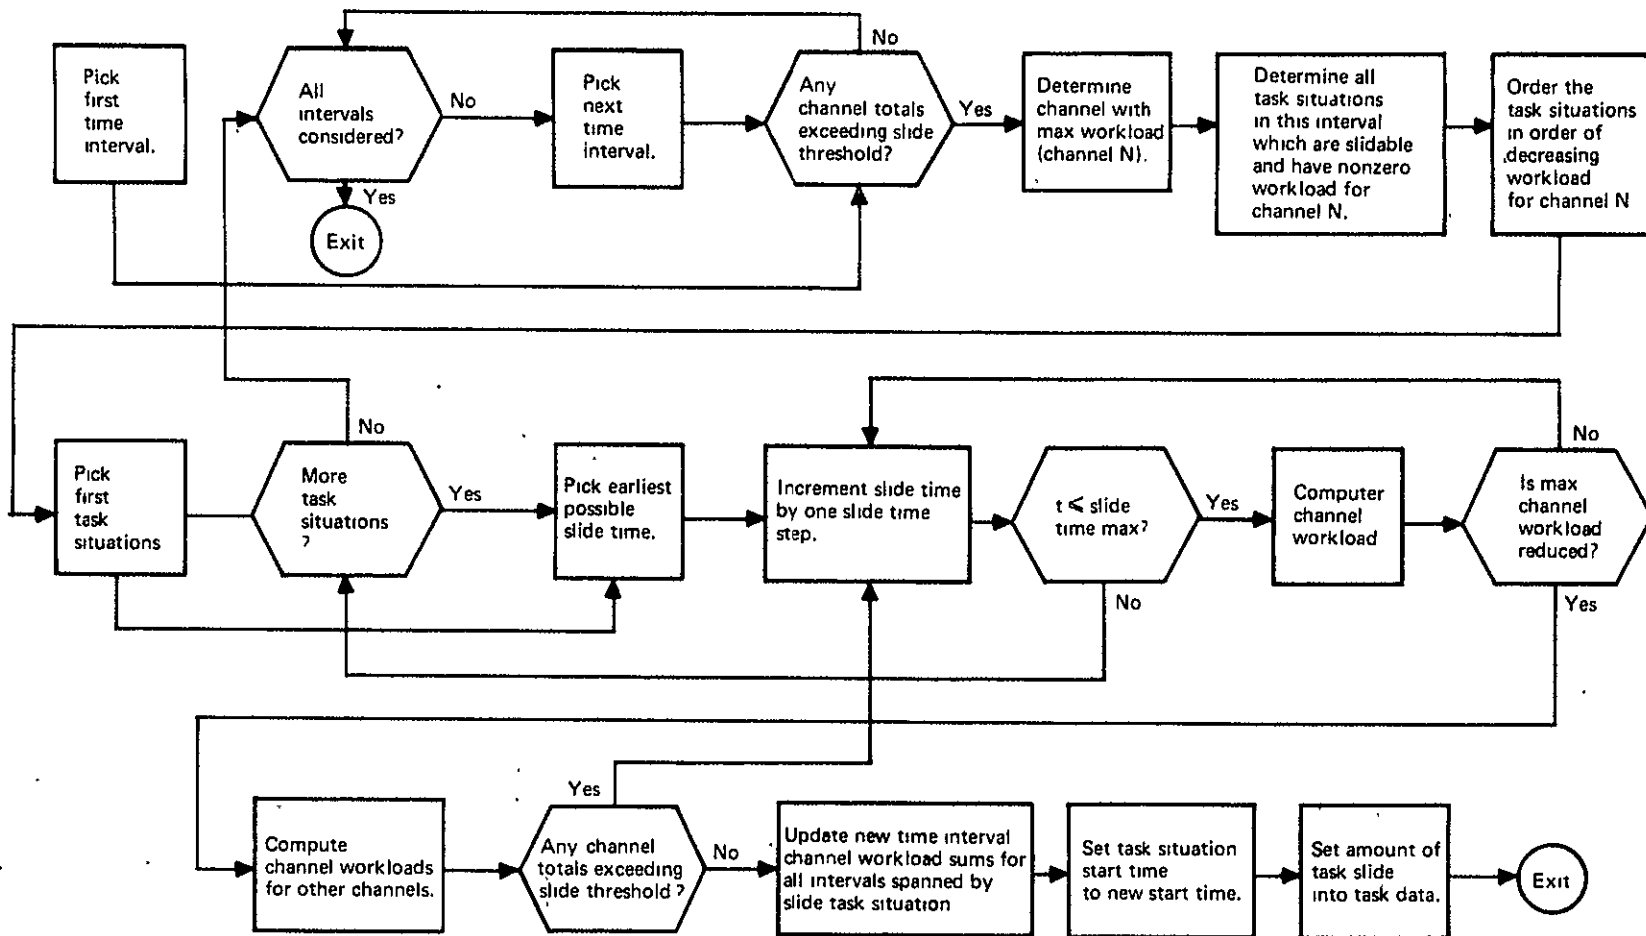 Pick
first
time
interval.
All
intervals
considered?
No
Yes
Exit
Pick
next
time
interval.
No
Any
channel totals
exceeding slide
threshold?
Yes
Determine
channel with
max workload
(channel N).
Determine all
task situations
in this interval
which are slidable
and have nonzero
workload for
channel N.
Order the
task situations
in order of
decreasing
workload
for channel N
Pick
first
task
situations
No
More
task
situations
?
Yes
Pick earliest
possible
slide time.
Increment slide time
by one slide time
step.
t ⩽ slide
time max?
Yes
No
Computer
channel
workload
No
Is max
channel
workload
reduced?
Yes
Compute
channel workloads
for other channels.
Yes
Any channel
totals exceeding
slide threshold?
No
Update new time interval
channel workload sums for
all intervals spanned by
slide task situation
Set task situation
start time
to new start time.
Set amount of
task slide
into task data.
Exit